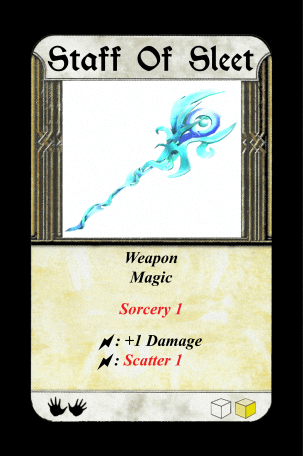 Staff Of Sleet
Weapon
Magic
Sorcery 1
: +1 Damage
: Scatter 1